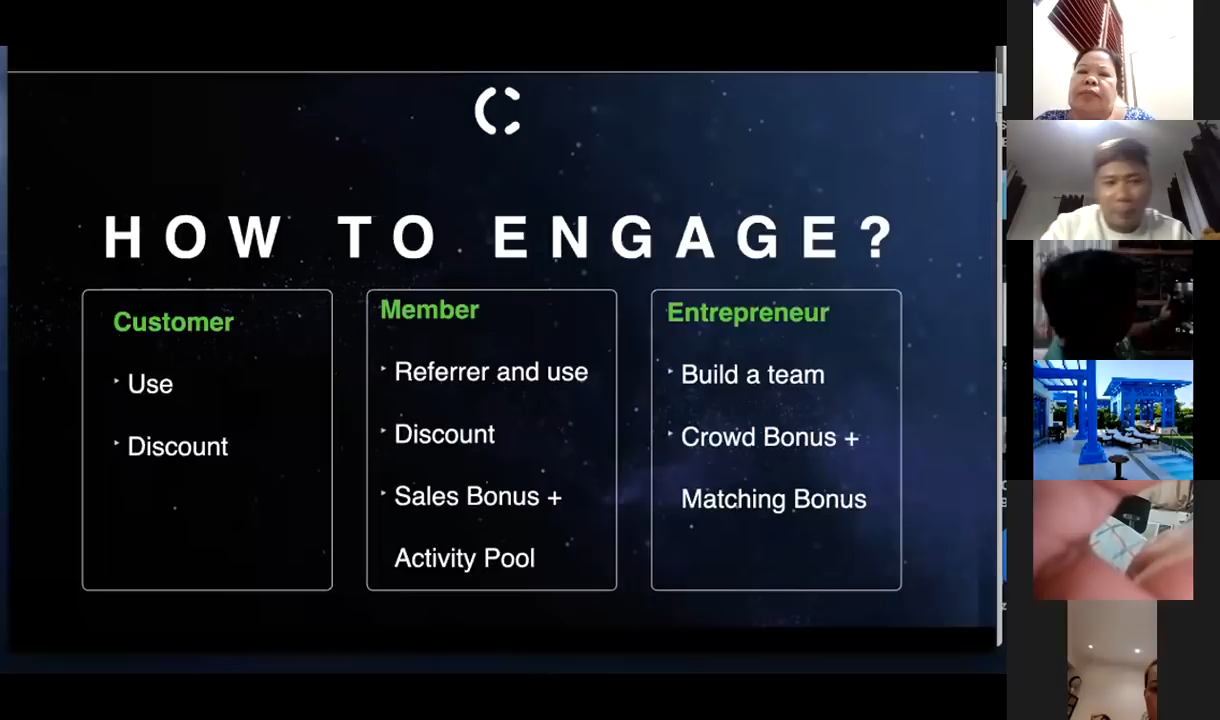 HOW TO ENGAGE?
Customer
Use
Discount
Member
Referrer and use
Discount
Sales Bonus +
Activity Pool
Entrepreneur
Build a team
Crowd Bonus +
Matching Bonus